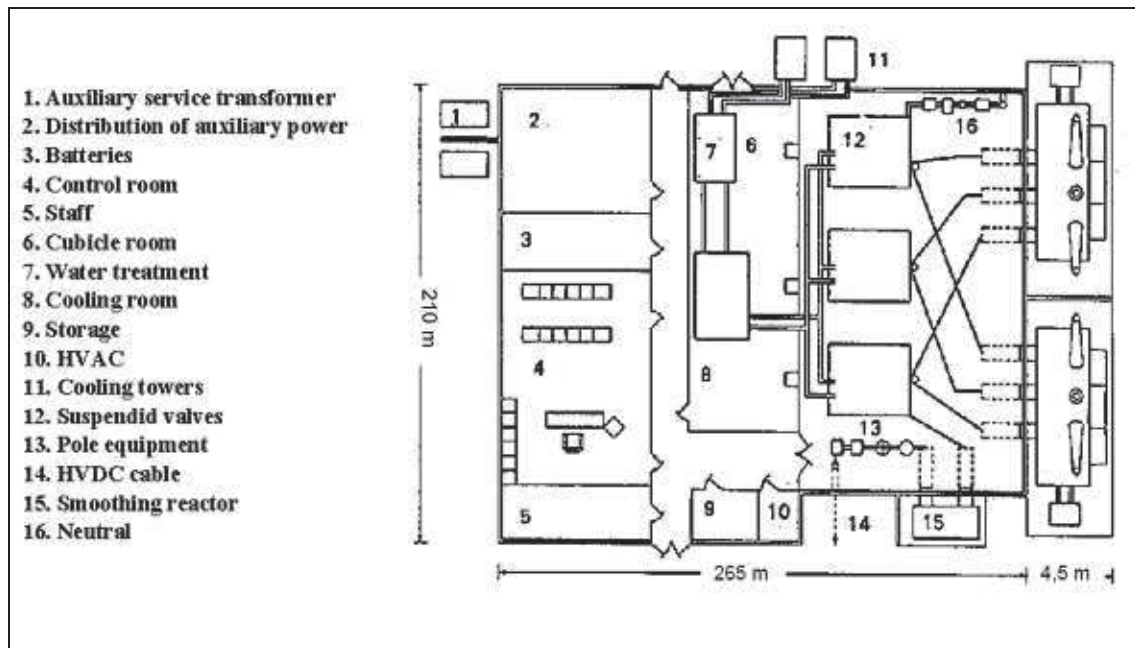 1. Auxiliary service transformer
2. Distribution of auxiliary power
3. Batteries
4. Control room
5. Staff
6. Cubicle room
7. Water treatment
8. Cooling room
9. Storage
10. HVAC
11. Cooling towers
12. Suspendid valves
13. Pole equipment
14. HVDC cable
15. Smoothing reactor
16. Neutral
11
1
2
12
16
7
6
3
210 m
4
8
13
5
9
10
14
15
265 m
4,5 m